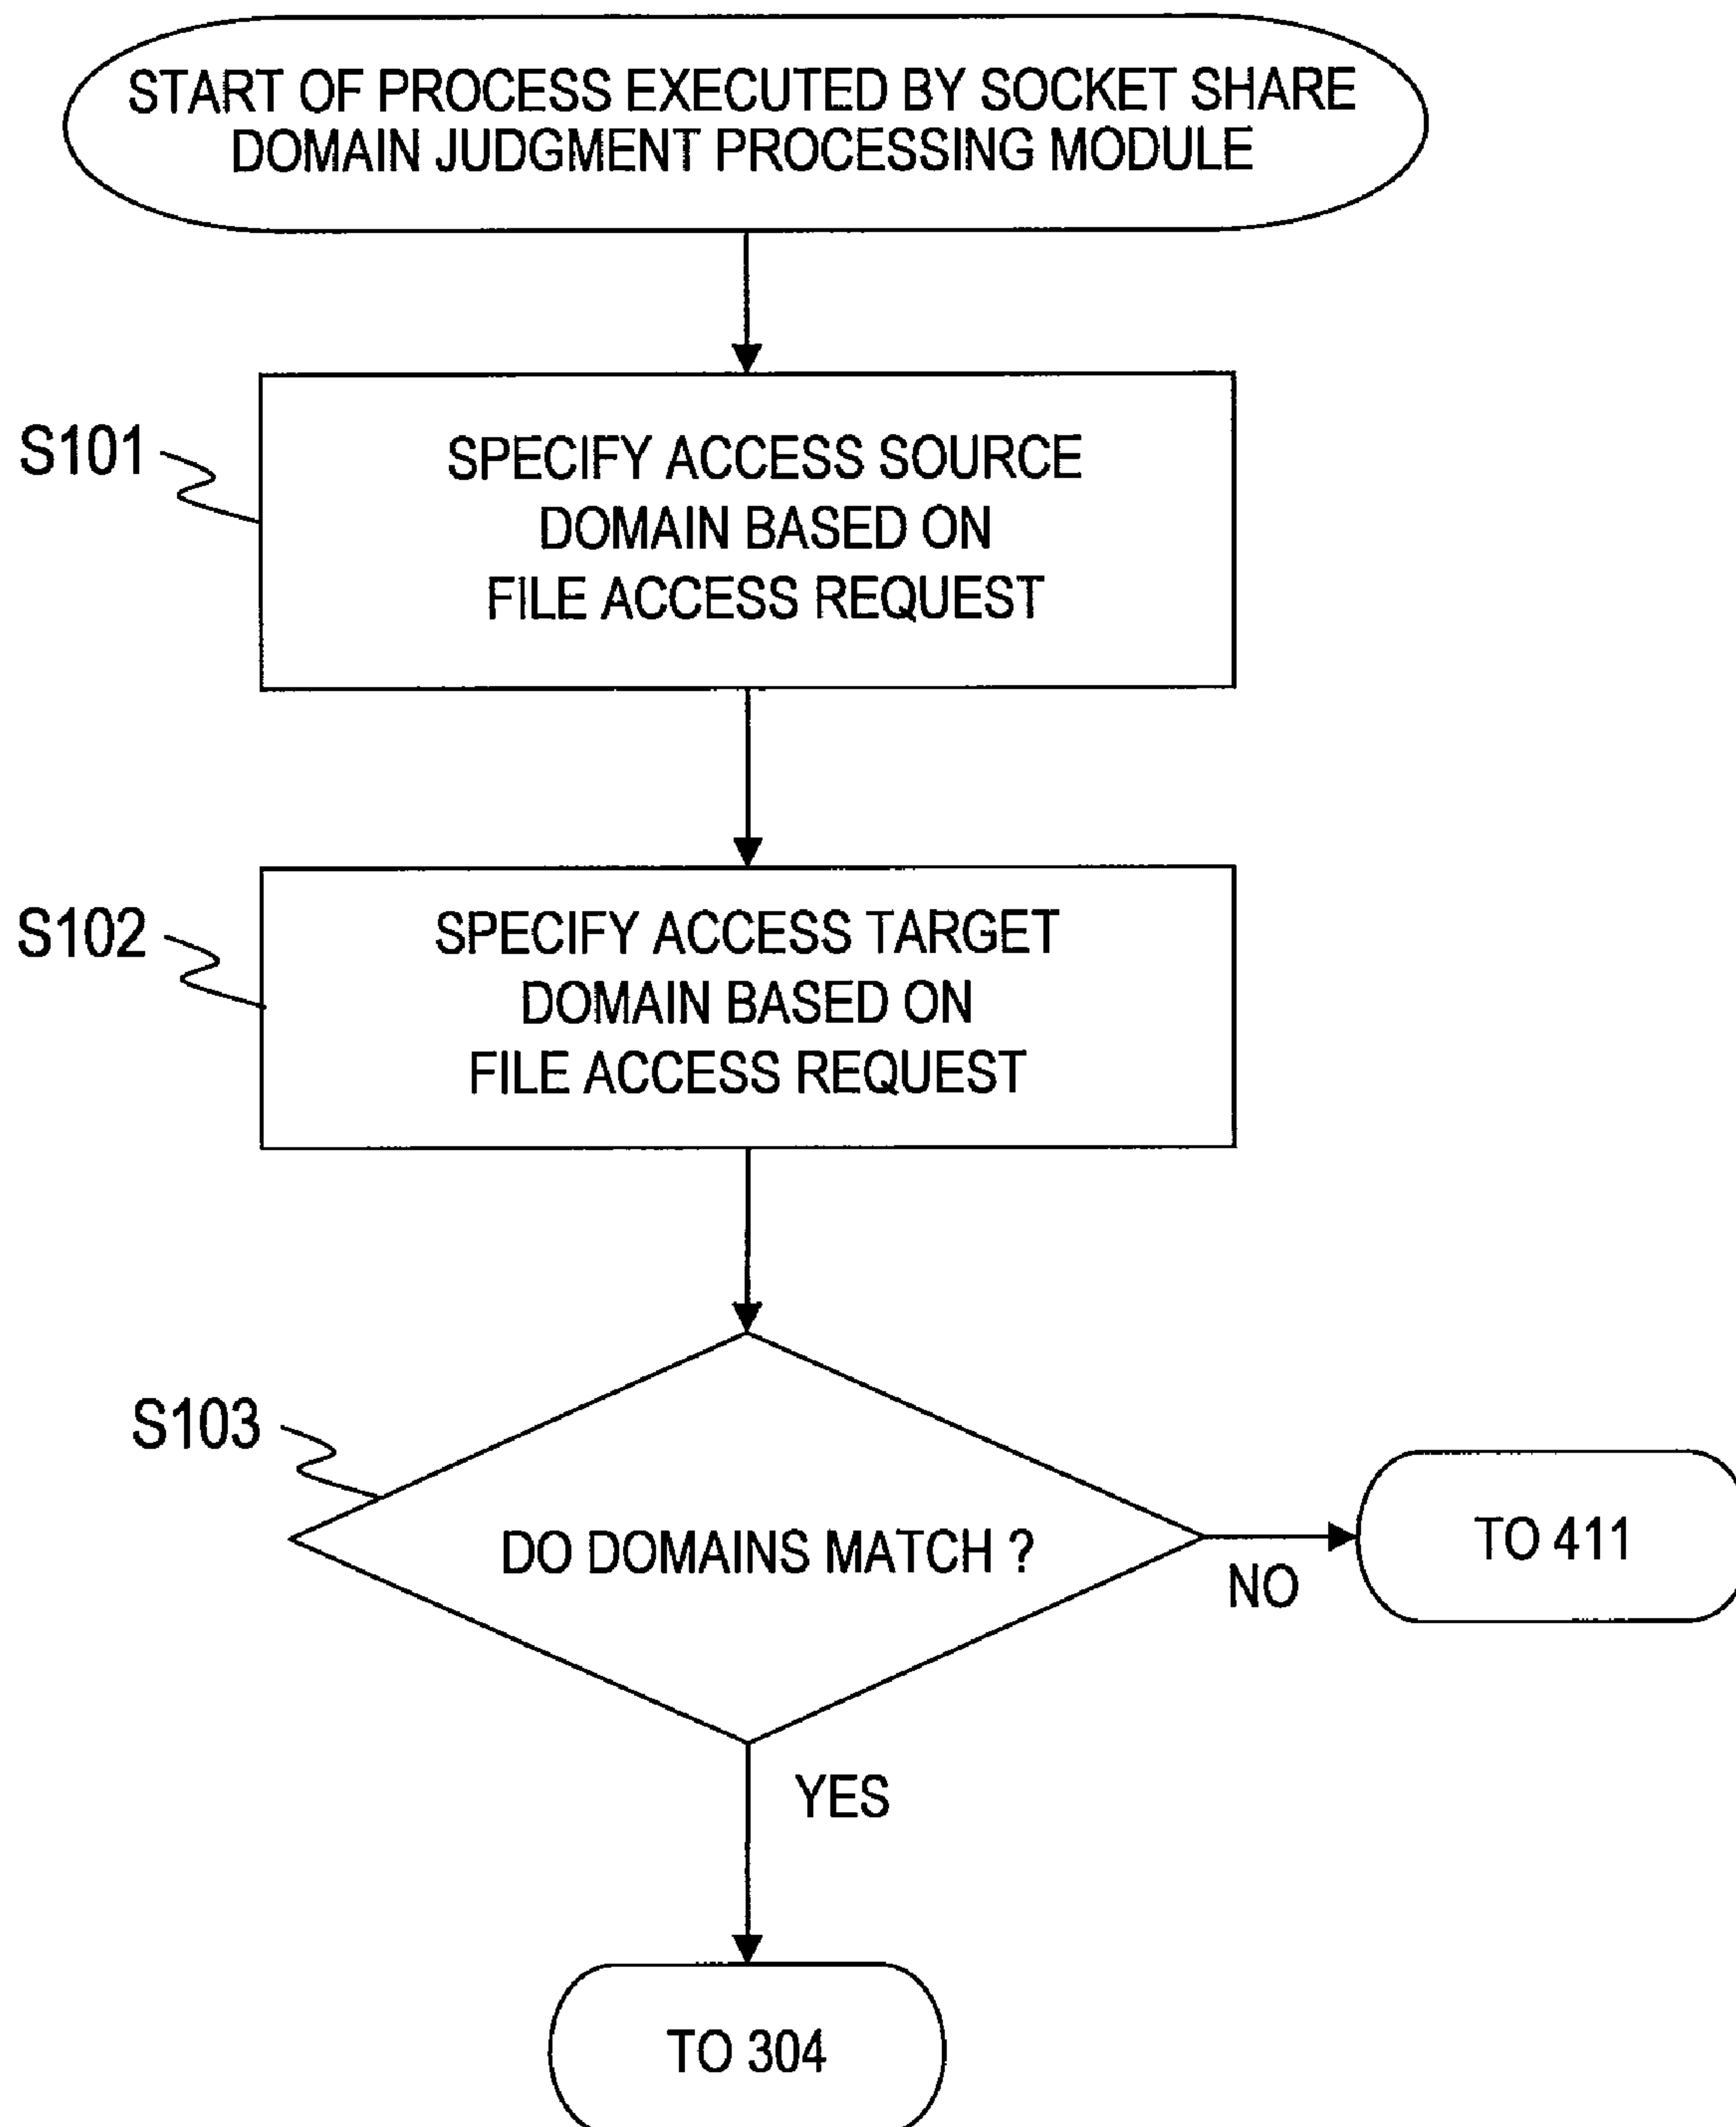 START OF PROCESS EXECUTED BY SOCKET SHARE
DOMAIN JUDGMENT PROCESSING MODULE
S101
SPECIFY ACCESS SOURCE
DOMAIN BASED ON
FILE ACCESS REQUEST
S102
SPECIFY ACCESS TARGET
DOMAIN BASED ON
FILE ACCESS REQUEST
S103
DO DOMAINS MATCH ?
NO
TO 411
YES
TO 304